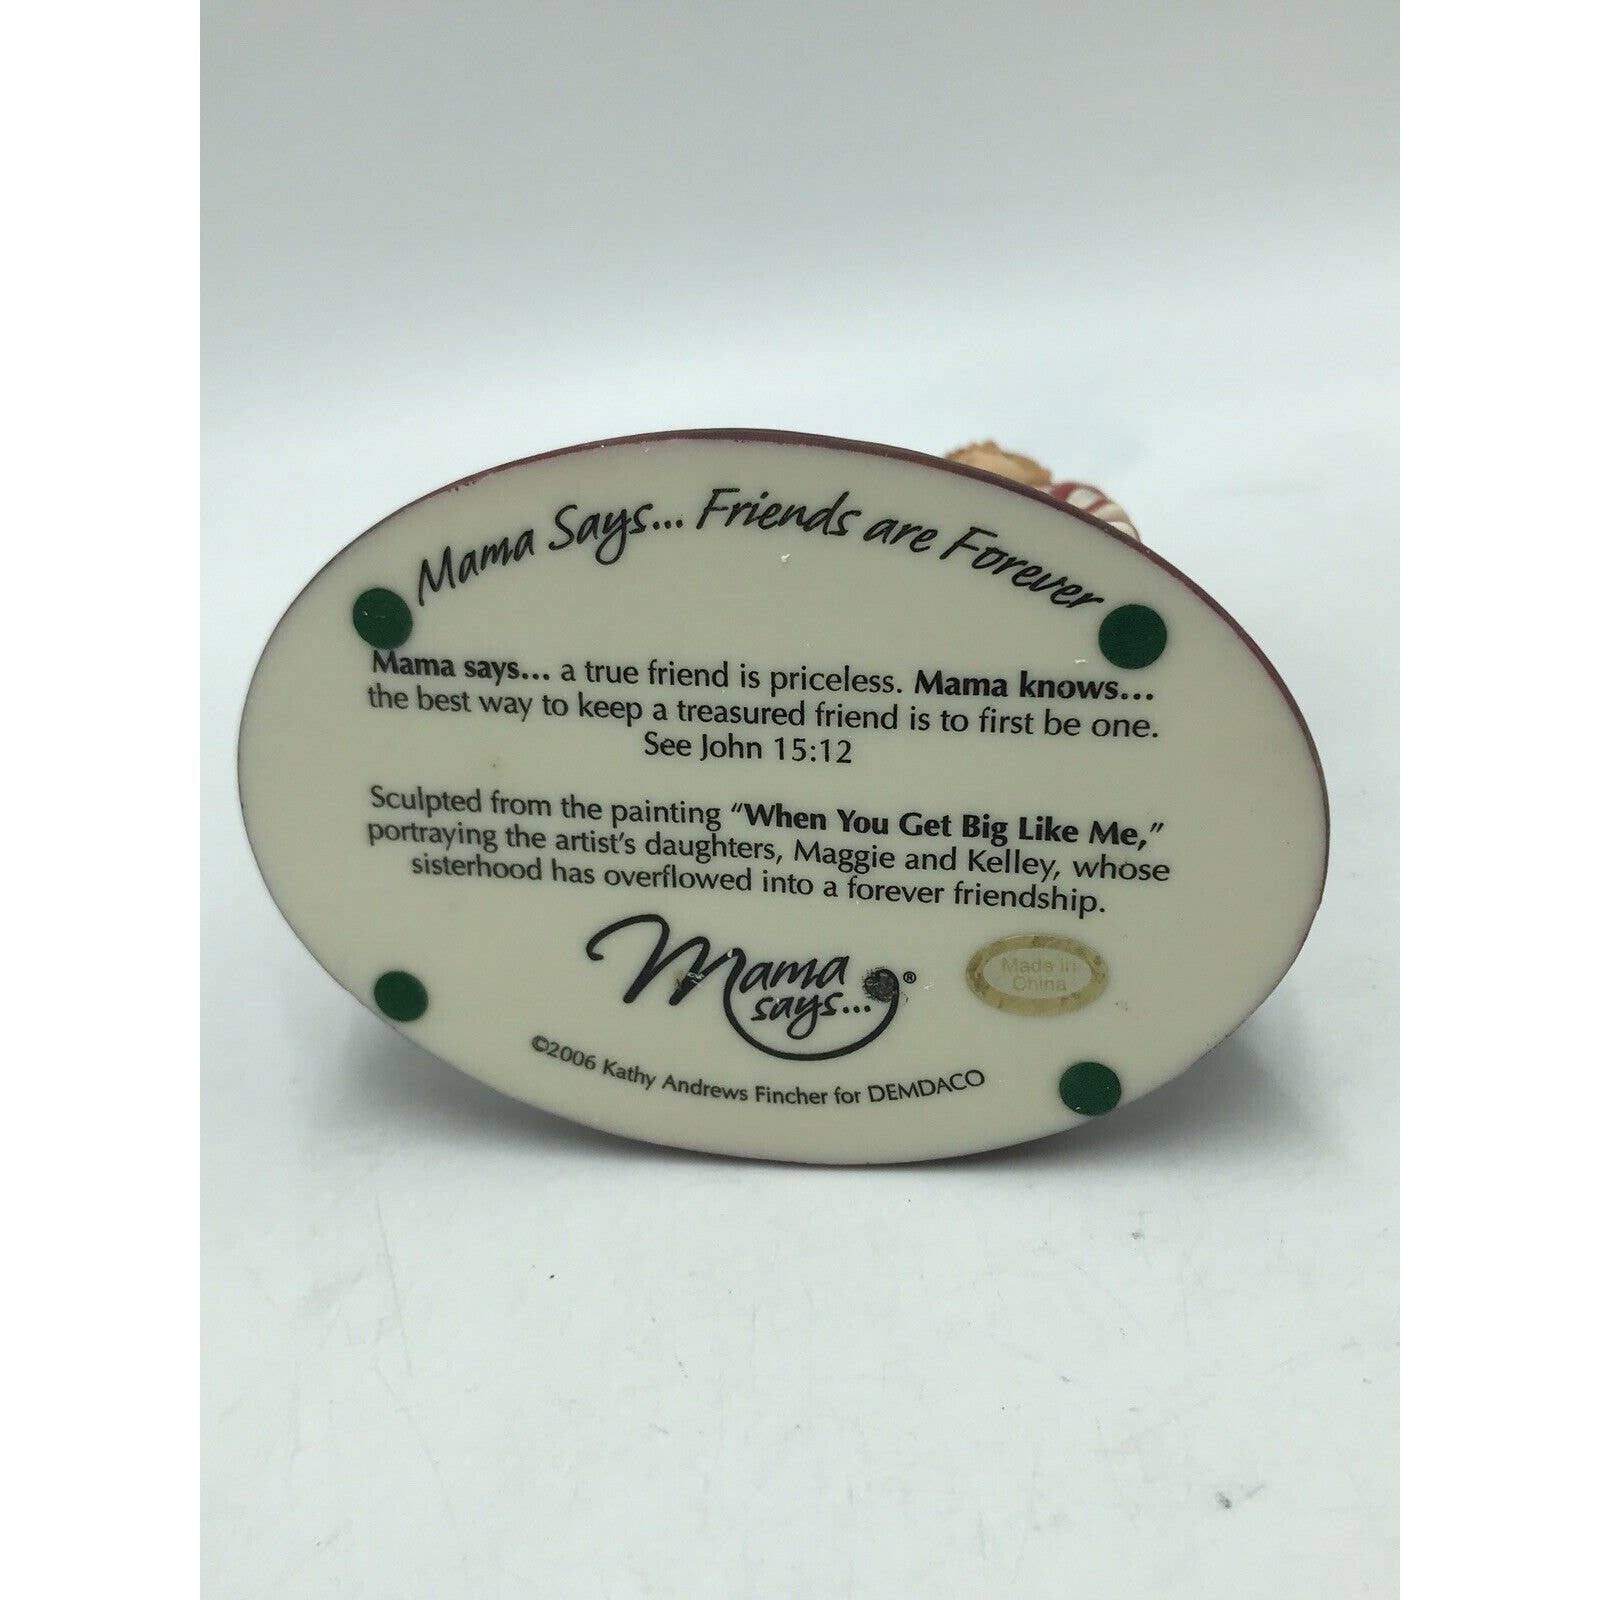 Mama Says... Friends are Forever
Mama says... a true friend is priceless. Mama knows...
the best way to keep a treasured friend is to first be one.
See John 15:12
Sculpted from the painting “When You Get Big Like Me,”
portraying the artist’s daughters, Maggie and Kelley, whose
sisterhood has overflowed into a forever friendship.
Mama
says...®
Made in
China
©2006 Kathy Andrews Fincher for DEMDACO